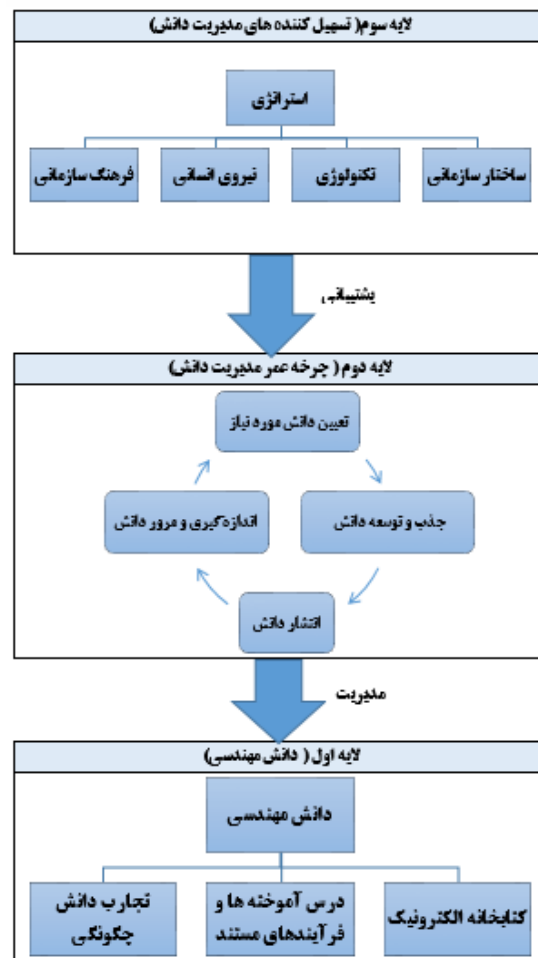 لایه سوم( تسهیل کننده های مدیریت دانش)
استراتژی
ساختار سازمانی
تکنولوژی
نیروی انسانی
فرهنگ سازمانی
پشتیبانی
لایه دوم ( چرخه عمر مدیریت دانش)
تعیین دانش مورد نیاز
جذب و توسعه دانش
انتشار دانش
اندازه گیری و مرور دانش
مدیریت
لایه اول ( دانش مهندسی)
دانش مهندسی
کتابخانه الکترونیک
درس آموخته ها و
فرآیندهای مستند
تجارب دانش
چگونگی